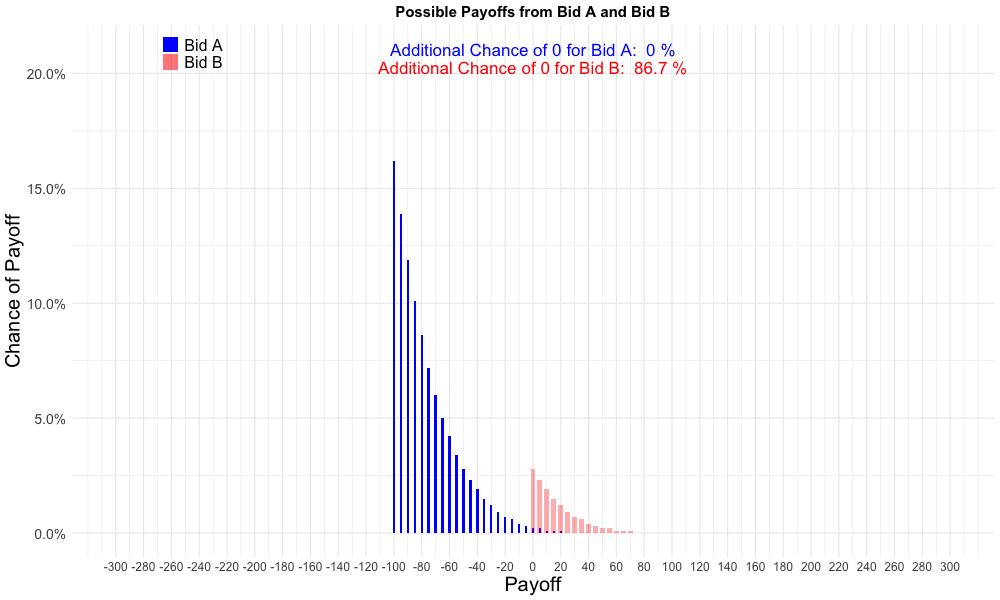 Possible Payoffs from Bid A and Bid B
Bid A
Bid B
Additional Chance of 0 for Bid A:  0 %
Additional Chance of 0 for Bid B:  86.7 %
Chance of Payoff
20.0%
15.0%
10.0%
5.0%
0.0%
-300 -280 -260 -240 -220 -200 -180 -160 -140 -120 -100 -80 -60 -40 -20 0 20 40 60 80 100 120 140 160 180 200 220 240 260 280 300
Payoff